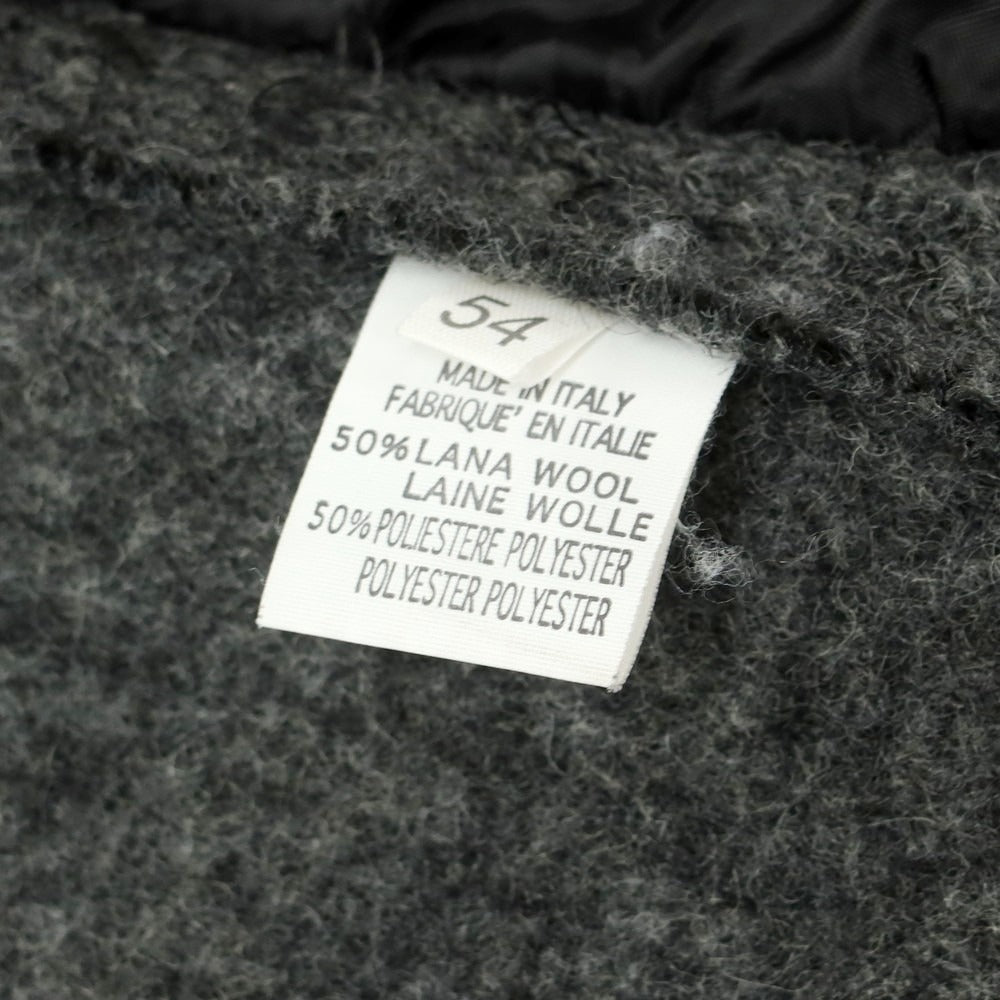 54
MADE IN ITALY
FABRIQUE' EN ITALIE
50% LANA WOOL
LAINE WOLLE
50% POLIESTERE POLYESTER
POLYESTER POLYESTER